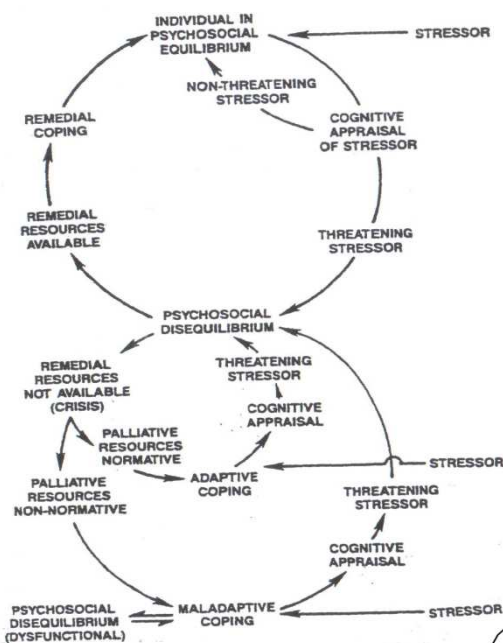 INDIVIDUAL IN
PSYCHOSOCIAL
EQUILIBRIUM
STRESSOR
NON-THREATENING
STRESSOR
REMEDIAL
COPING
COGNITIVE
APPRAISAL
OF STRESSOR
REMEDIAL
RESOURCES
AVAILABLE
THREATENING
STRESSOR
PSYCHOSOCIAL
DISEQUILIBRIUM
REMEDIAL
RESOURCES
NOT AVAILABLE
(CRISIS)
THREATENING
STRESSOR
COGNITIVE
APPRAISAL
PALLIATIVE
RESOURCES
NORMATIVE
ADAPTIVE
COPING
STRESSOR
PALLIATIVE
RESOURCES
NON-NORMATIVE
THREATENING
STRESSOR
COGNITIVE
APPRAISAL
PSYCHOSOCIAL
DISEQUILIBRIUM
(DYSFUNCTIONAL)
MALADAPTIVE
COPING
STRESSOR